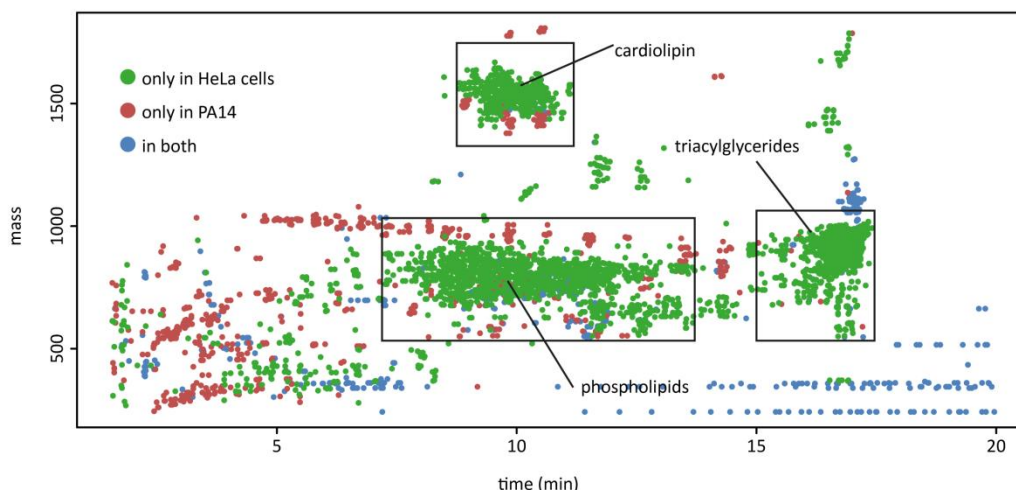 cardiolipin
only in HeLa cells
only in PA14
in both
triacylglycerides
phospholipids
mass
1500
1000
500
5
10
15
20
time (min)